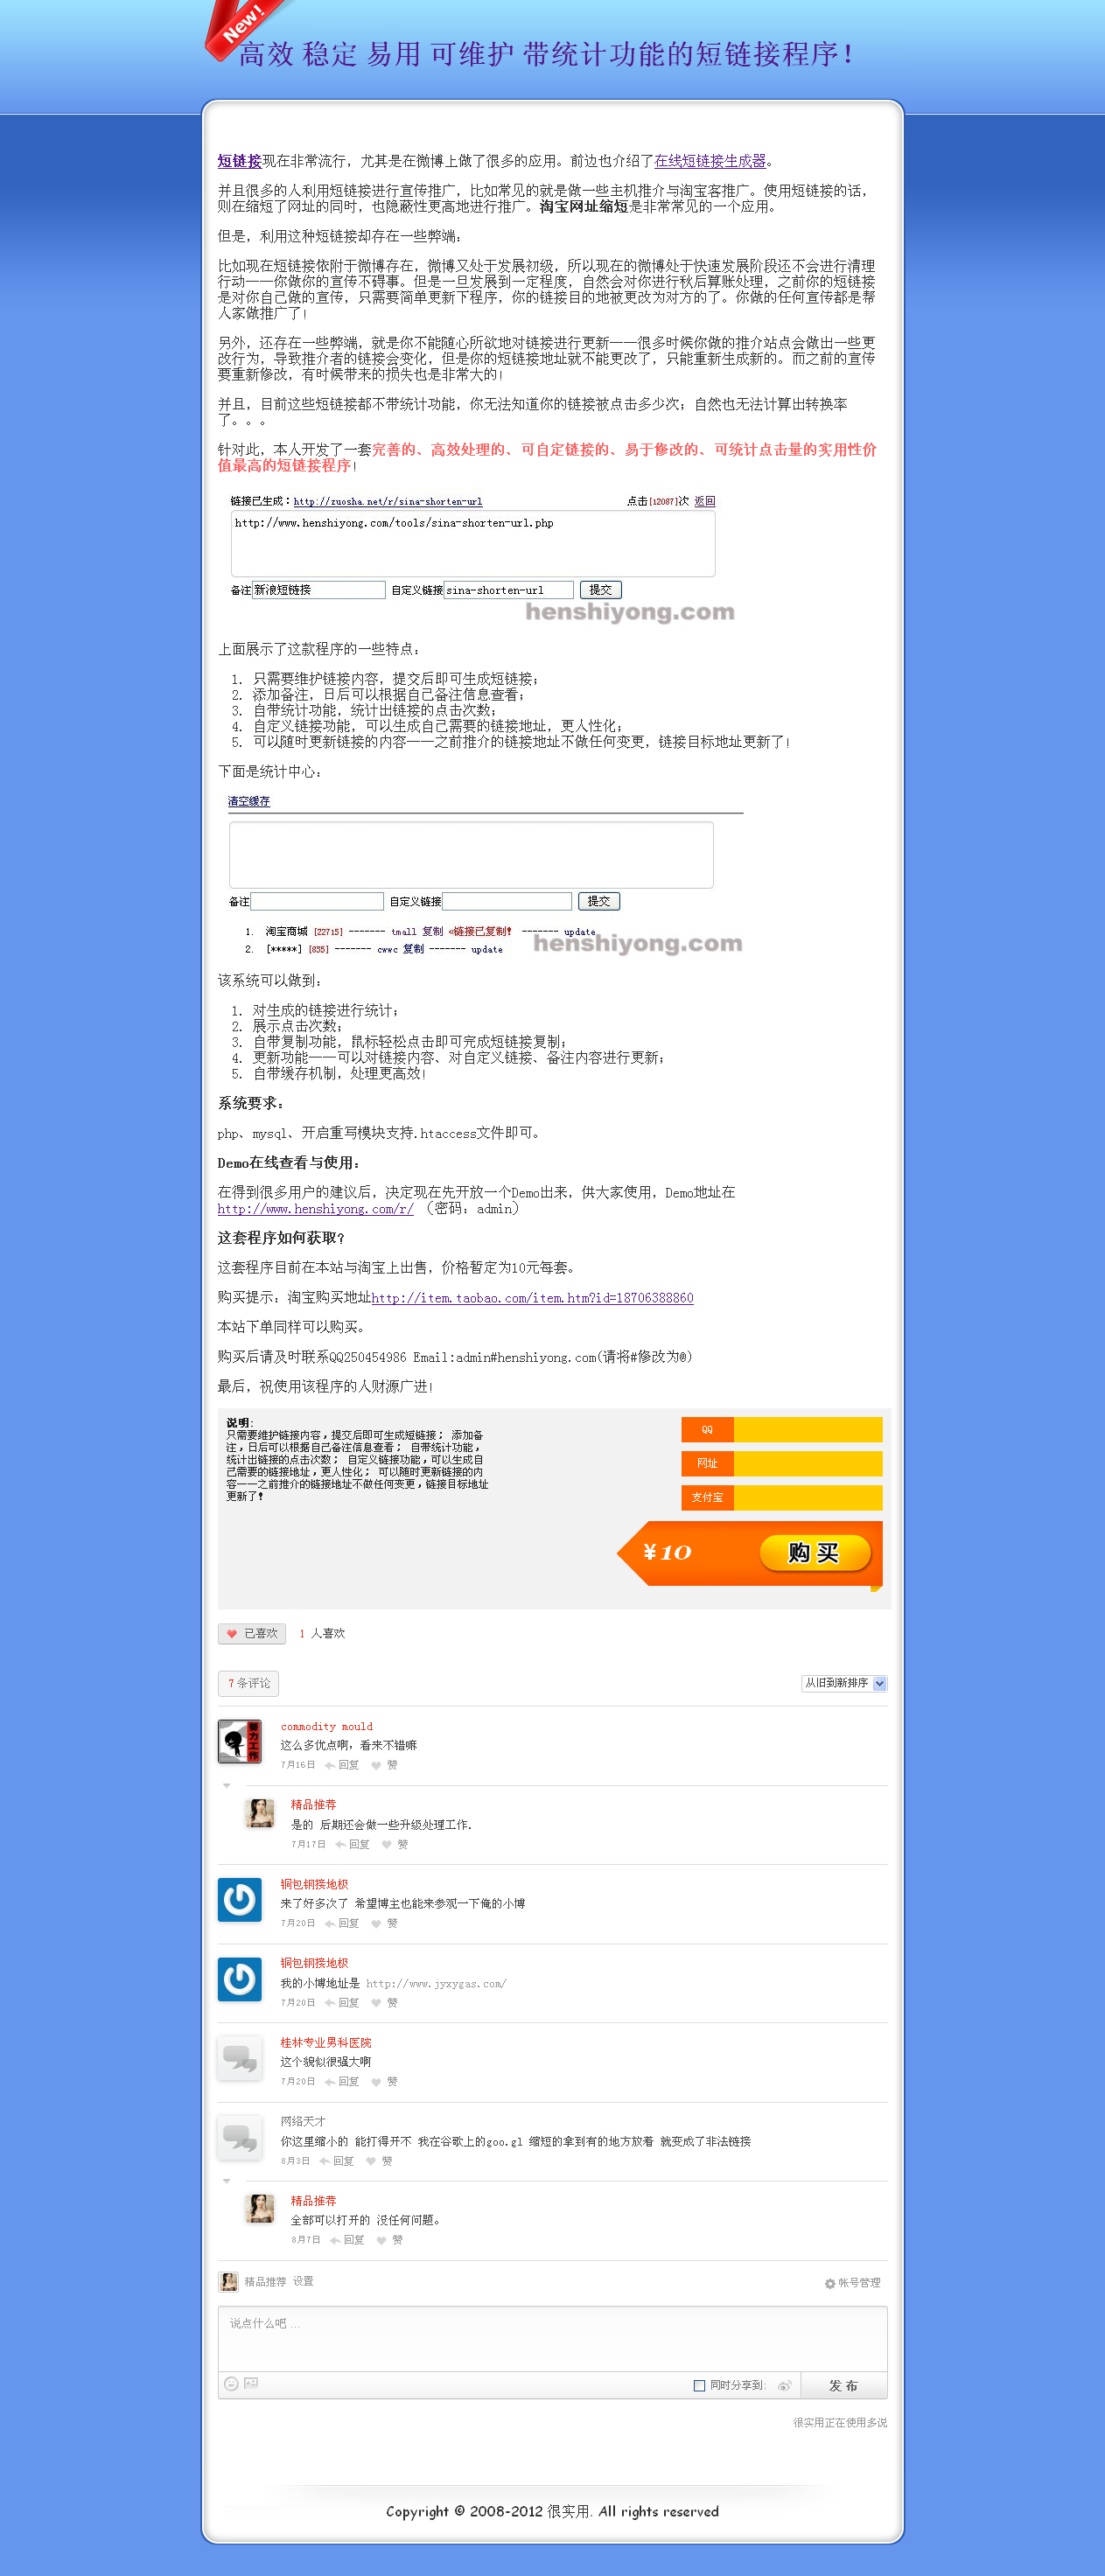 New!
高效 稳定 易用 可维护 带统计功能的短链接程序！
短链接现在非常流行，尤其是在微博上做了很多的应用。前边也介绍了在线短链接生成器。
并且很多的人利用短链接进行宣传推广，比如常见的就是做一些主机推介与淘宝客推广。使用短链接的话，
则在缩短了网址的同时，也隐蔽性更高地进行推广。淘宝网址缩短是非常常见的一个应用。
但是，利用这种短链接却存在一些弊端：
比如现在短链接依附于微博存在，微博又处于发展初级，所以现在的微博处于快速发展阶段还不会进行清理
行动——你做你的宣传不碍事。但是一旦发展到一定程度，自然会对你进行秋后算账处理，之前你的短链接
是对你自己做的宣传，只需要简单更新下程序，你的链接目的地被更改为对方的了。你做的任何宣传都是帮
人家做推广了！
另外，还存在一些弊端，就是你不能随心所欲地对链接进行更新——很多时候你做的推介站点会做出一些更
改行为，导致推介者的链接会变化，但是你的短链接地址就不能更改了，只能重新生成新的。而之前的宣传
要重新修改，有时候带来的损失也是非常大的！
并且，目前这些短链接都不带统计功能，你无法知道你的链接被点击多少次；自然也无法计算出转换率
了。。。
针对此，本人开发了一套完善的、高效处理的、可自定链接的、易于修改的、可统计点击量的实用性价
值最高的短链接程序！
链接已生成：http://zuosha.net/r/sina-shorten-url 点击[12087]次 返回
http://www.henshiyong.com/tools/sina-shorten-url.php
备注 新浪短链接 自定义链接 sina-shorten-url 提交
henshiyong.com
上面展示了这款程序的一些特点：
1. 只需要维护链接内容，提交后即可生成短链接；
2. 添加备注，日后可以根据自己备注信息查看；
3. 自带统计功能，统计出链接的点击次数；
4. 自定义链接功能，可以生成自己需要的链接地址，更人性化；
5. 可以随时更新链接的内容——之前推介的链接地址不做任何变更，链接目标地址更新了！
下面是统计中心：
清空缓存
备注 自定义链接 提交
1. 淘宝商城 [22715] ------- tmall 复制 «链接已复制! ------- update
2. [*****] [835] ------- cwwc 复制 ------- update
henshiyong.com
该系统可以做到：
1. 对生成的链接进行统计；
2. 展示点击次数；
3. 自带复制功能，鼠标轻松点击即可完成短链接复制；
4. 更新功能——可以对链接内容、对自定义链接、备注内容进行更新；
5. 自带缓存机制，处理更高效！
系统要求：
php、mysql、开启重写模块支持.htaccess文件即可。
Demo在线查看与使用：
在得到很多用户的建议后，决定现在先开放一个Demo出来，供大家使用，Demo地址在
http://www.henshiyong.com/r/ （密码：admin）
这套程序如何获取？
这套程序目前在本站与淘宝上出售，价格暂定为10元每套。
购买提示：淘宝购买地址http://item.taobao.com/item.htm?id=18706388860
本站下单同样可以购买。
购买后请及时联系QQ250454986 Email:admin#henshiyong.com(请将#修改为@)
最后，祝使用该程序的人财源广进！
说明：
只需要维护链接内容，提交后即可生成短链接； 添加备
注，日后可以根据自己备注信息查看； 自带统计功能，
统计出链接的点击次数； 自定义链接功能，可以生成自
己需要的链接地址，更人性化； 可以随时更新链接的内
容——之前推介的链接地址不做任何变更，链接目标地址
更新了！
QQ
网址
支付宝
¥10 购买
已喜欢 1 人喜欢
7条评论 从旧到新排序
努力工作
commodity mould
这么多优点啊，看来不错嘛
7月16日 回复 赞
精品推荐
是的 后期还会做一些升级处理工作.
7月17日 回复 赞
铜包钢接地极
来了好多次了 希望博主也能来参观一下俺的小博
7月20日 回复 赞
铜包钢接地极
我的小博地址是 http://www.jyxygas.com/
7月20日 回复 赞
桂林专业男科医院
这个貌似很强大啊
7月20日 回复 赞
网络天才
你这里缩小的 能打得开不 我在谷歌上的goo.gl 缩短的拿到有的地方放着 就变成了非法链接
8月3日 回复 赞
精品推荐
全部可以打开的 没任何问题。
8月7日 回复 赞
精品推荐 设置 帐号管理
说点什么吧 ...
同时分享到： 发布
很实用正在使用多说
Copyright © 2008-2012 很实用. All rights reserved